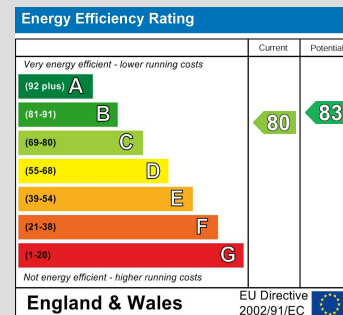 Energy Efficiency Rating
Current Potential
Very energy efficient - lower running costs
(92 plus) A
(81-91) B
(69-80) C
(55-68) D
(39-54) E
(21-38) F
(1-20) G
80
83
Not energy efficient - higher running costs
England & Wales
EU Directive
2002/91/EC